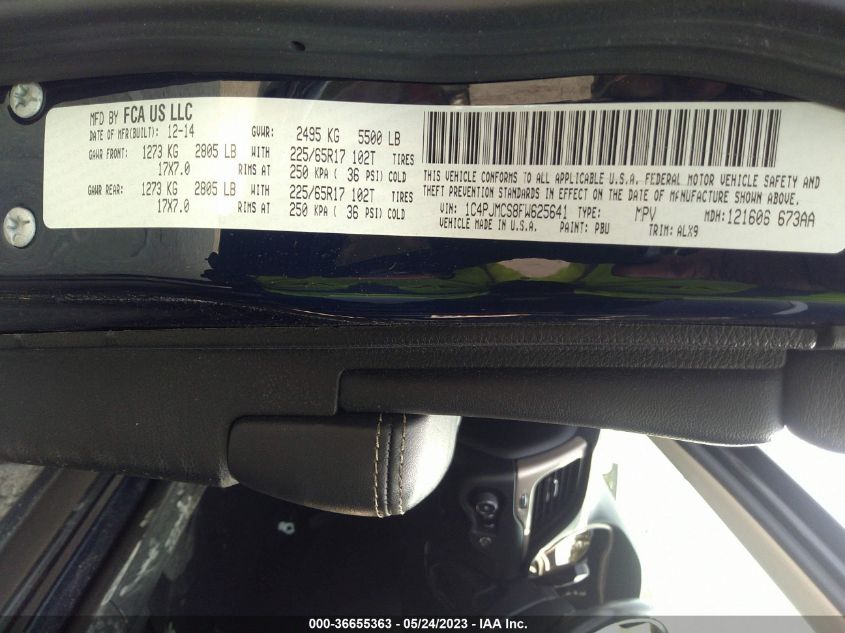 MFD BY FCA US LLC
DATE OF MFR(BUILT): 12-14 GVWR: 2495 KG 5500 LB
GAWR FRONT: 1273 KG 2805 LB WITH 225/65R17 102T TIRES
17X7.0 RIMS AT 250 KPA ( 36 PSI) COLD
GAWR REAR: 1273 KG 2805 LB WITH 225/65R17 102T TIRES
17X7.0 RIMS AT 250 KPA ( 36 PSI) COLD
THIS VEHICLE CONFORMS TO ALL APPLICABLE U.S.A. FEDERAL MOTOR VEHICLE SAFETY AND
THEFT PREVENTION STANDARDS IN EFFECT ON THE DATE OF MFNUFACTURE SHOWN ABOVE.
VIN: 1C4PJMCS8FW625641 TYPE: MPV MDH: 121606 673AA
VEHICLE MADE IN U.S.A. PAINT: PBU TRIM: ALX9
000-36655363 - 05/24/2023 - IAA Inc.